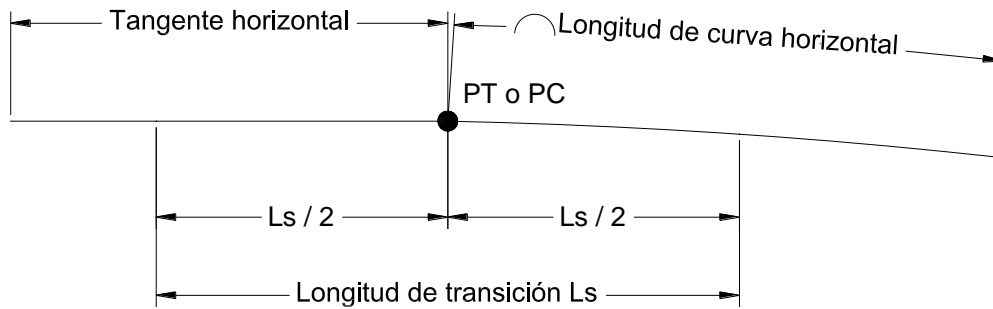 Tangente horizontal
Longitud de curva horizontal
PT o PC
Ls / 2
Ls / 2
Longitud de transición Ls